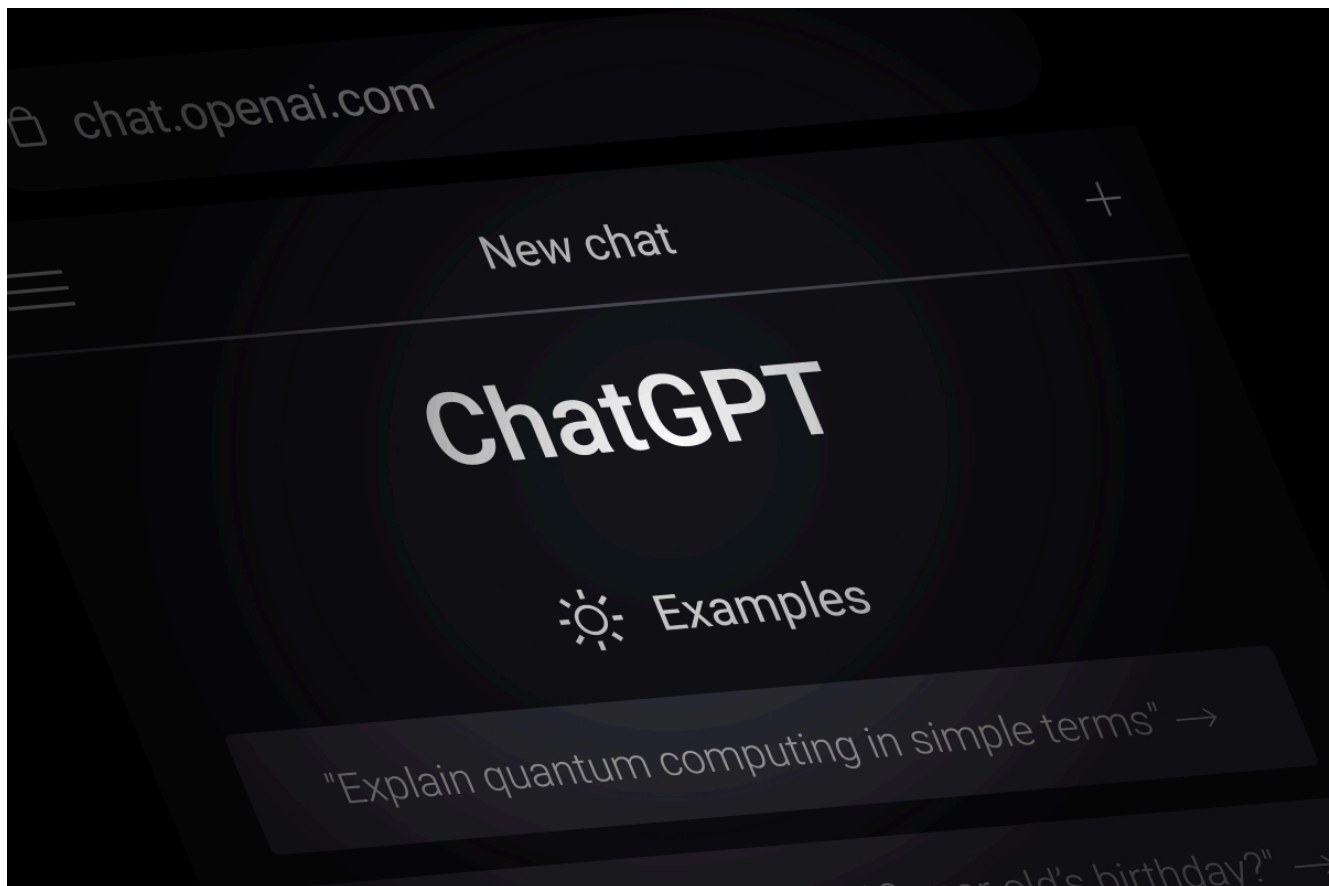 chat.openai.com
New chat
ChatGPT
Examples
"Explain quantum computing in simple terms" →
old's birthday?" →